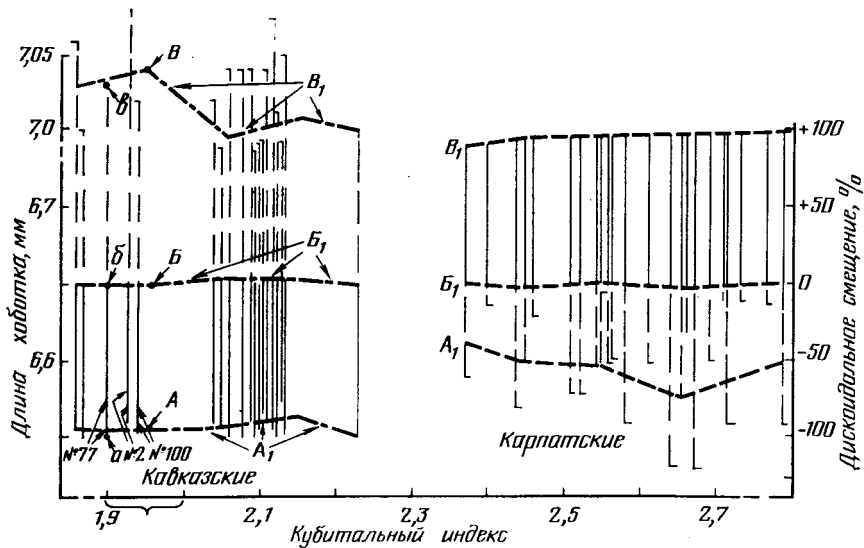 7,05
7,0
6,7
6,6
Длина хоботка, мм
В
в
В₁
б
Б
Б₁
А
№77
а
№2
№100
А₁
Кавказские
В₁
Б₁
А₁
Карпатские
+100
+50
0
-50
-100
Дискоидальное смещение, %
1,9
2,1
2,3
2,5
2,7
Кубитальный индекс